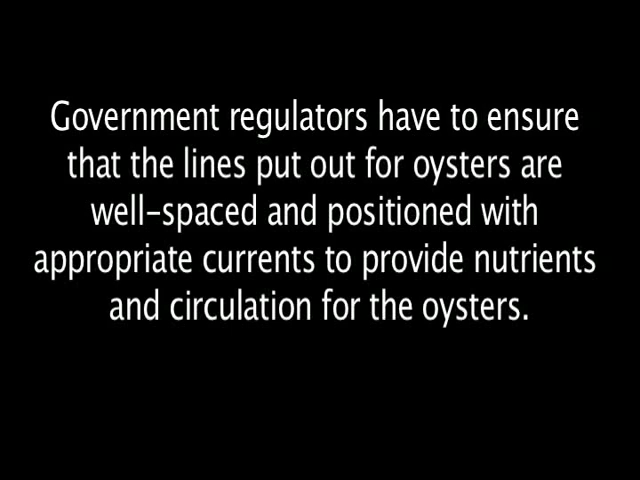 Government regulators have to ensure
that the lines put out for oysters are
well-spaced and positioned with
appropriate currents to provide nutrients
and circulation for the oysters.